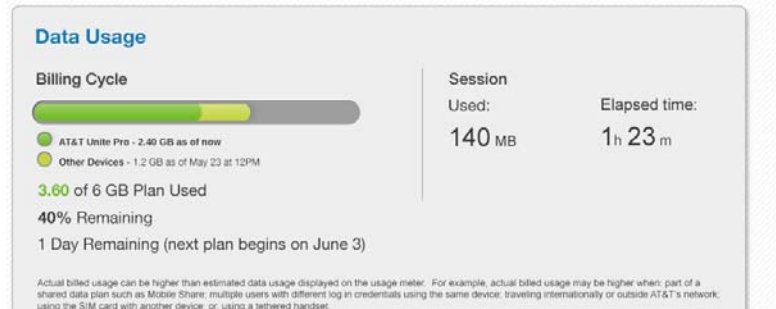 Data Usage
Billing Cycle
AT&T Unite Pro - 2.40 GB as of now
Other Devices - 1.2 GB as of May 23 at 12PM
3.60 of 6 GB Plan Used
40% Remaining
1 Day Remaining (next plan begins on June 3)
Session
Used:
140 MB
Elapsed time:
1h 23 m
Actual billed usage can be higher than estimated data usage displayed on the usage meter. For example, actual billed usage may be higher when: part of a
shared data plan such as Mobile Share; multiple users with different log in credentials using the same device; traveling internationally or outside AT&T's network;
using the SIM card with another device; or, using a tethered handset.